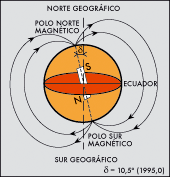 NORTE GEOGRÁFICO
POLO NORTE
MAGNÉTICO
δ
S
ECUADOR
N
POLO SUR
MAGNÉTICO
SUR GEOGRÁFICO
δ = 10,5° (1995,0)